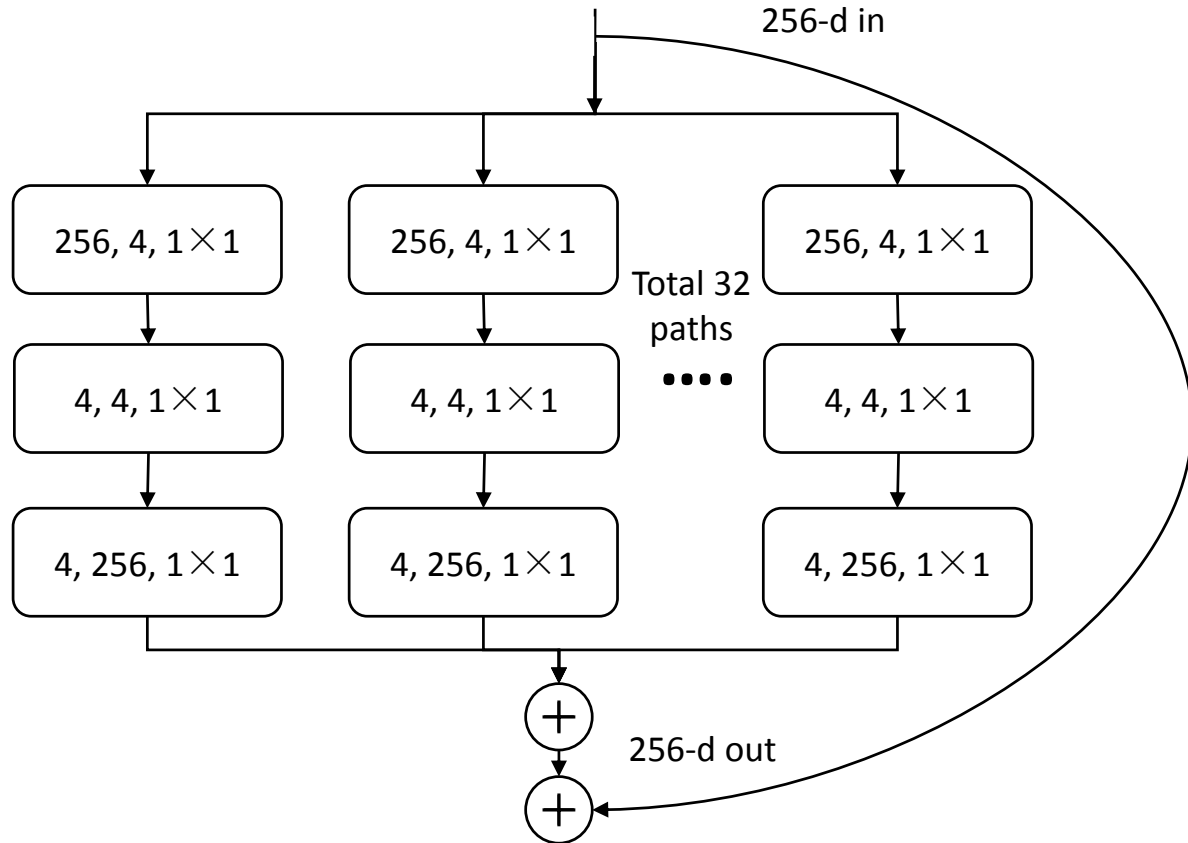 256-d in
256, 4, 1×1
256, 4, 1×1
256, 4, 1×1
Total 32
paths
....
4, 4, 1×1
4, 4, 1×1
4, 4, 1×1
4, 256, 1×1
4, 256, 1×1
4, 256, 1×1
+
256-d out
+